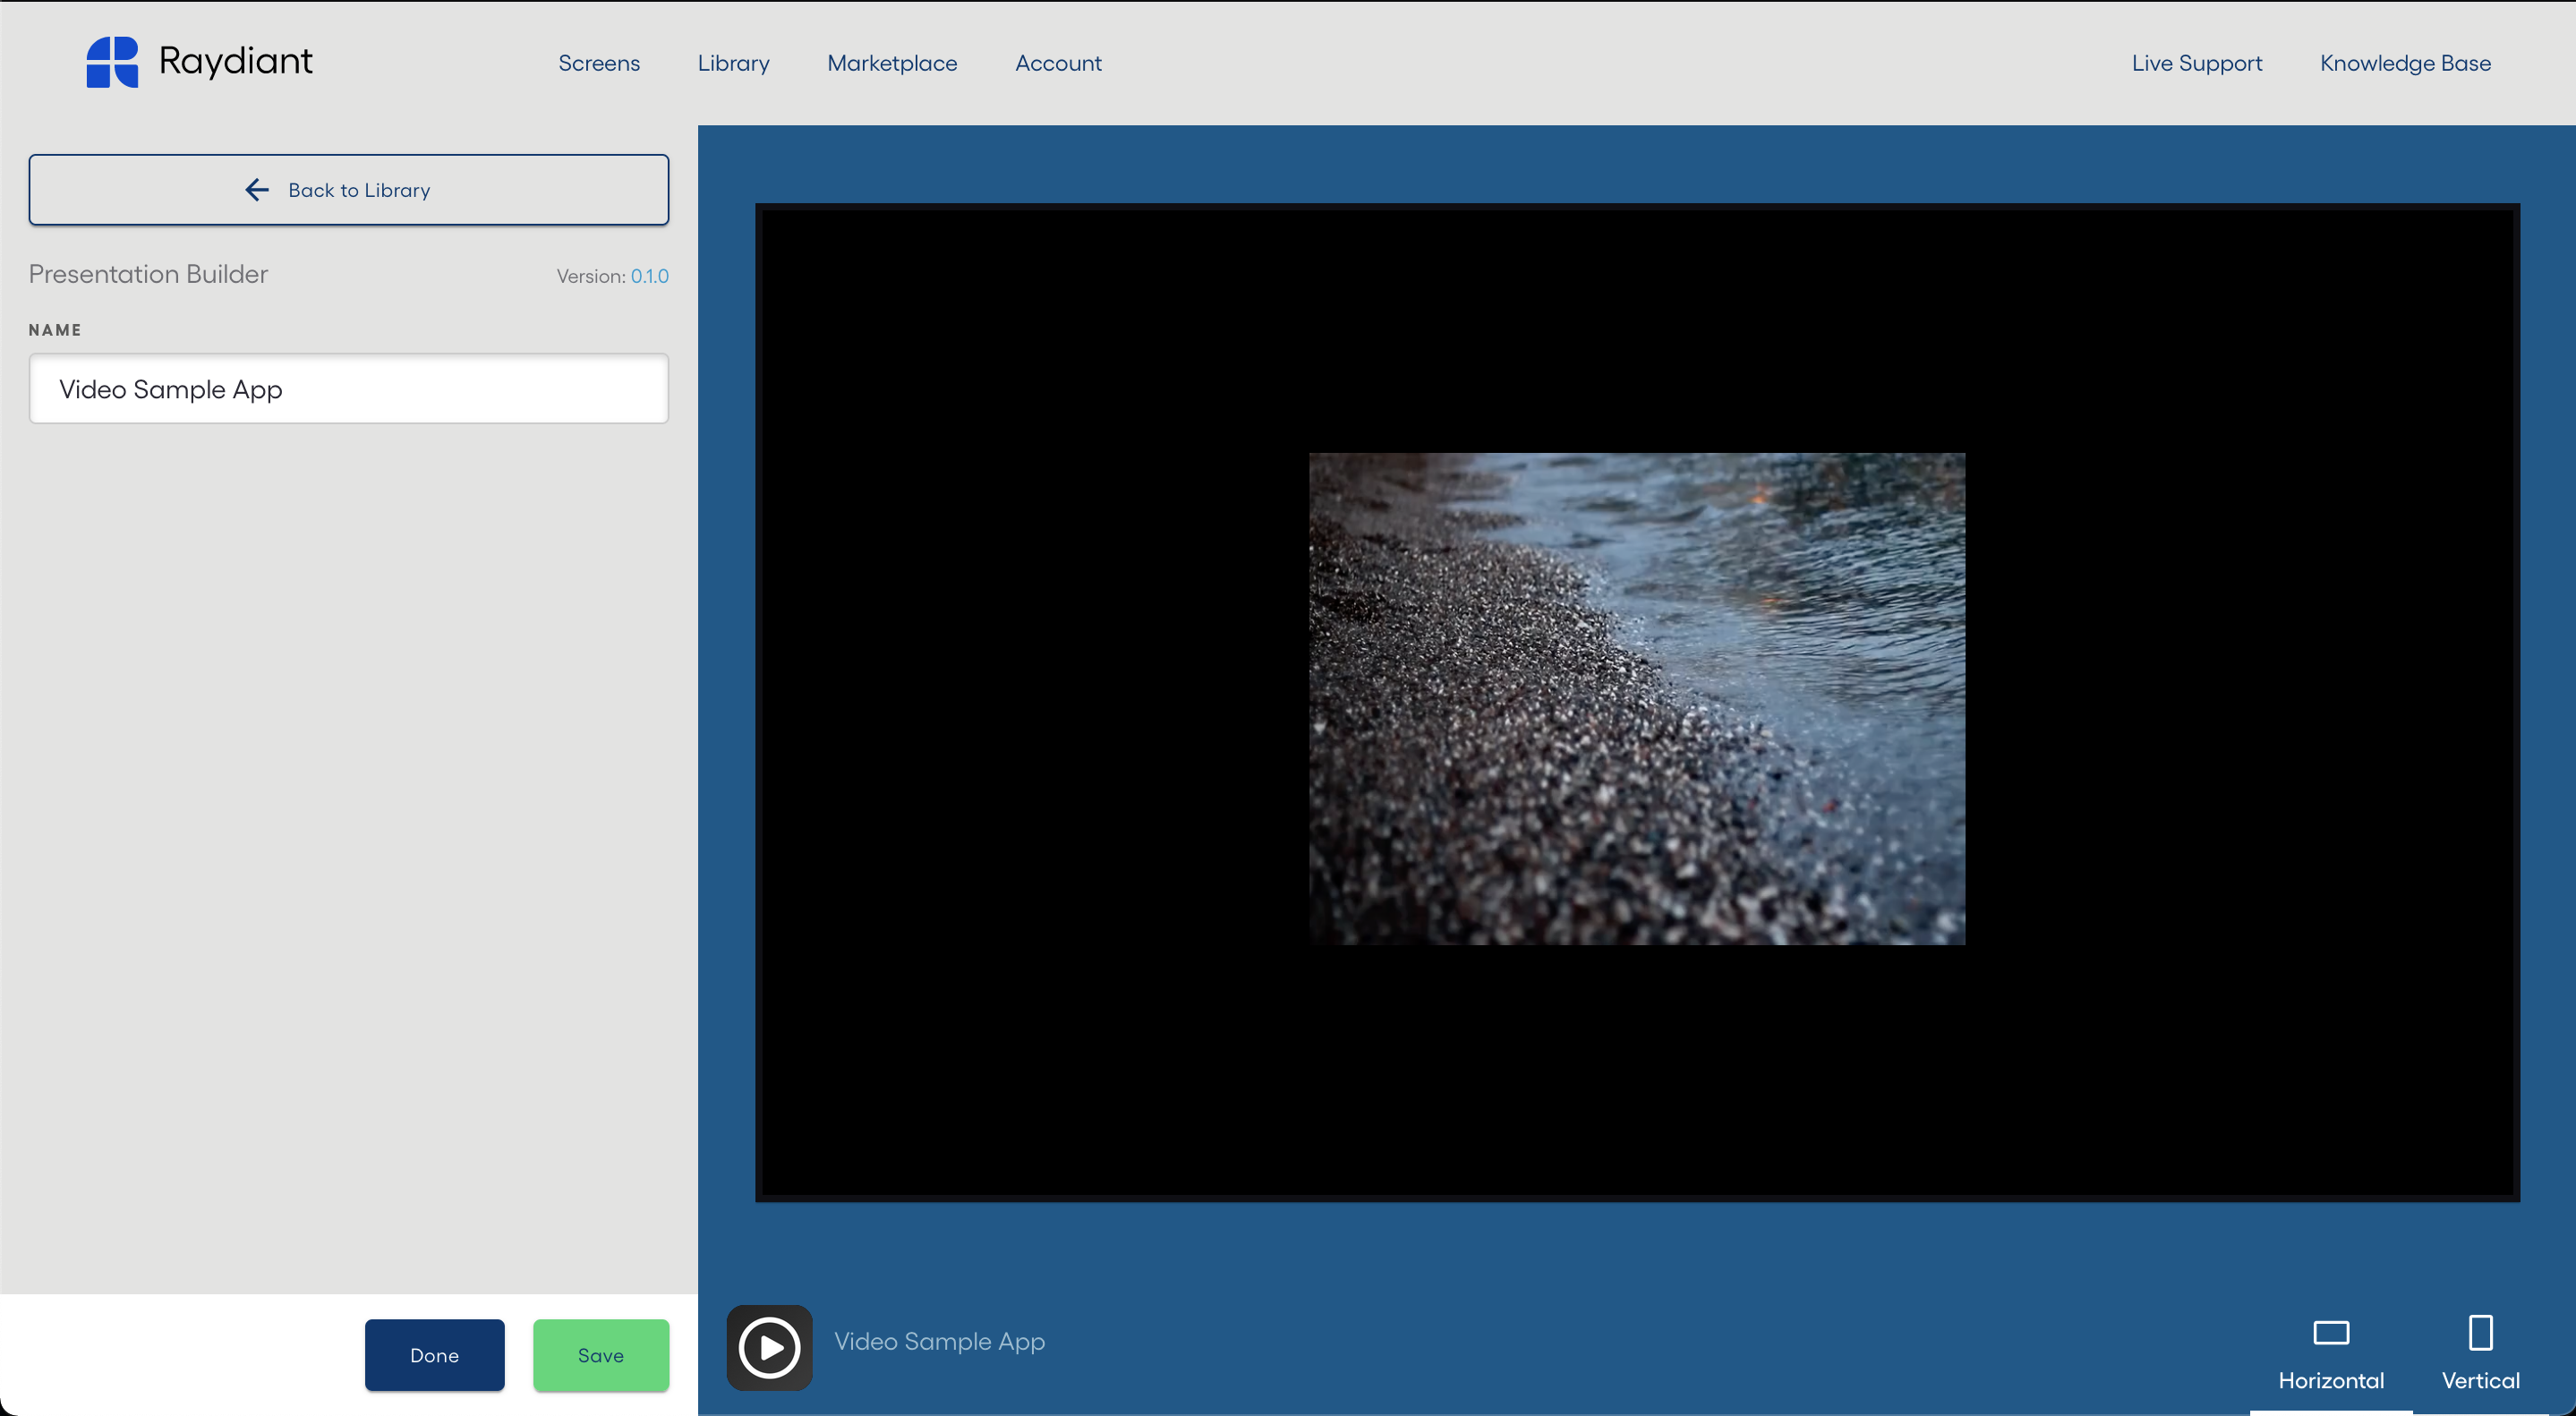 Raydiant
Screens
Library
Marketplace
Account
Live Support
Knowledge Base
Back to Library
Presentation Builder
Version: 0.1.0
NAME
Video Sample App
Done
Save
Video Sample App
Horizontal
Vertical